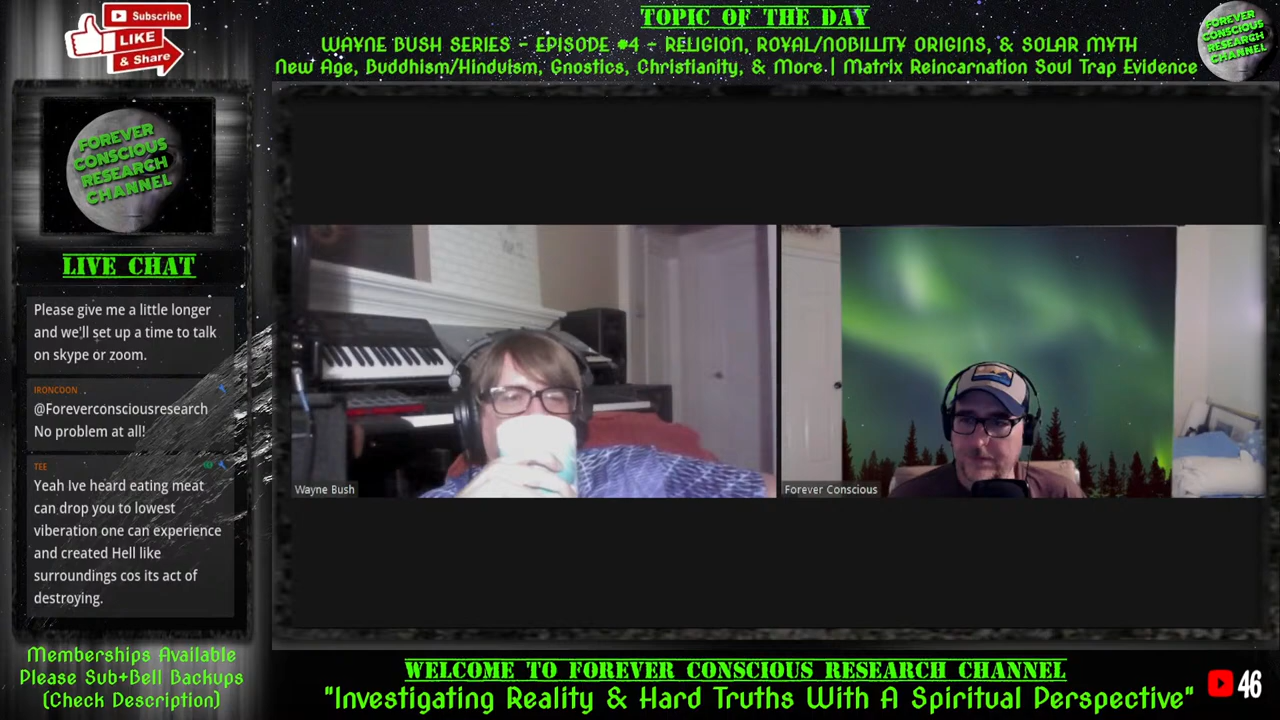 Subscribe
LIKE
& Share
TOPIC OF THE DAY
WAYNE BUSH SERIES - EPISODE #4 - RELIGION, ROYAL/NOBILLITY ORIGINS, & SOLAR MYTH
New Age, Buddhism/Hinduism, Gnostics, Christianity, & More | Matrix Reincarnation Soul Trap Evidence
FOREVER
CONSCIOUS
RESEARCH
CHANNEL
FOREVER
CONSCIOUS
RESEARCH
CHANNEL
LIVE CHAT
Please give me a little longer
and we'll set up a time to talk
on skype or zoom.
IRONCOON .
@Foreverconsciousresearch
No problem at all!
TEE
Yeah Ive heard eating meat
can drop you to lowest
viberation one can experience
and created Hell like
surroundings cos its act of
destroying.
Wayne Bush
Forever Conscious
Memberships Available
Please Sub+Bell Backups
(Check Description)
WELCOME TO FOREVER CONSCIOUS RESEARCH CHANNEL
"Investigating Reality & Hard Truths With A Spiritual Perspective"
46